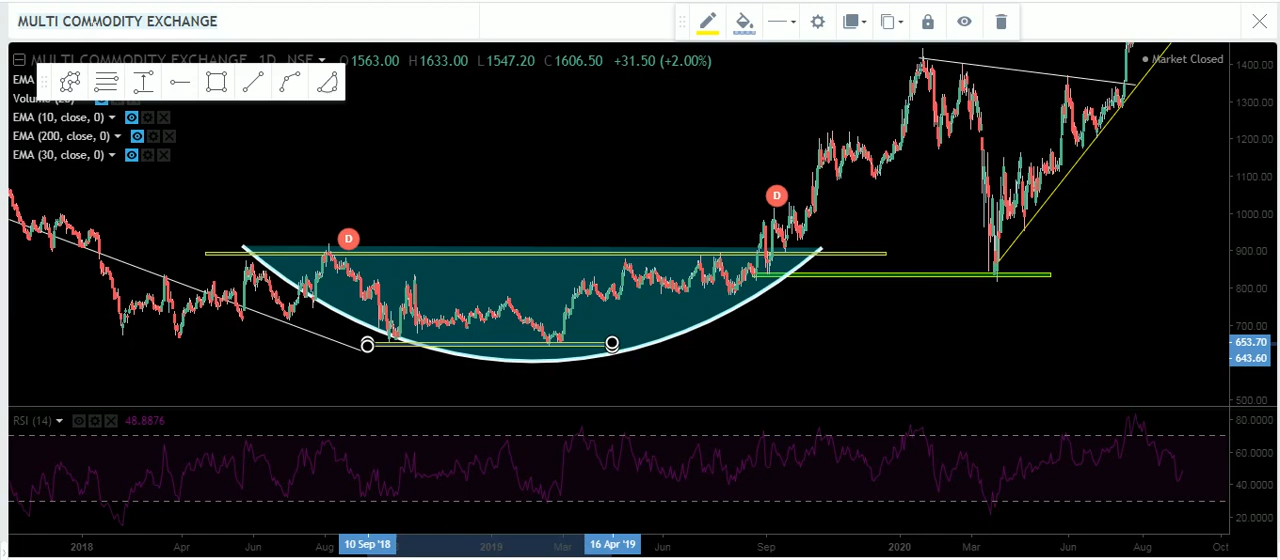 MULTI COMMODITY EXCHANGE
MULTI COMMODITY EXCHANGE, 1D, NSE O1563.00 H1633.00 L1547.20 C1606.50 +31.50 (+2.00%)
Market Closed
EMA
Volume (20)
EMA (10, close, 0)
EMA (200, close, 0)
EMA (30, close, 0)
D
D
1400.00
1300.00
1200.00
1100.00
1000.00
900.00
800.00
700.00
653.70
643.60
500.00
RSI (14) 48.8876
80.0000
60.0000
40.0000
20.0000
2018 Apr Jun Aug 10 Sep '18 2019 Mar 16 Apr '19 Jun Sep 2020 Mar Jun Aug Oct